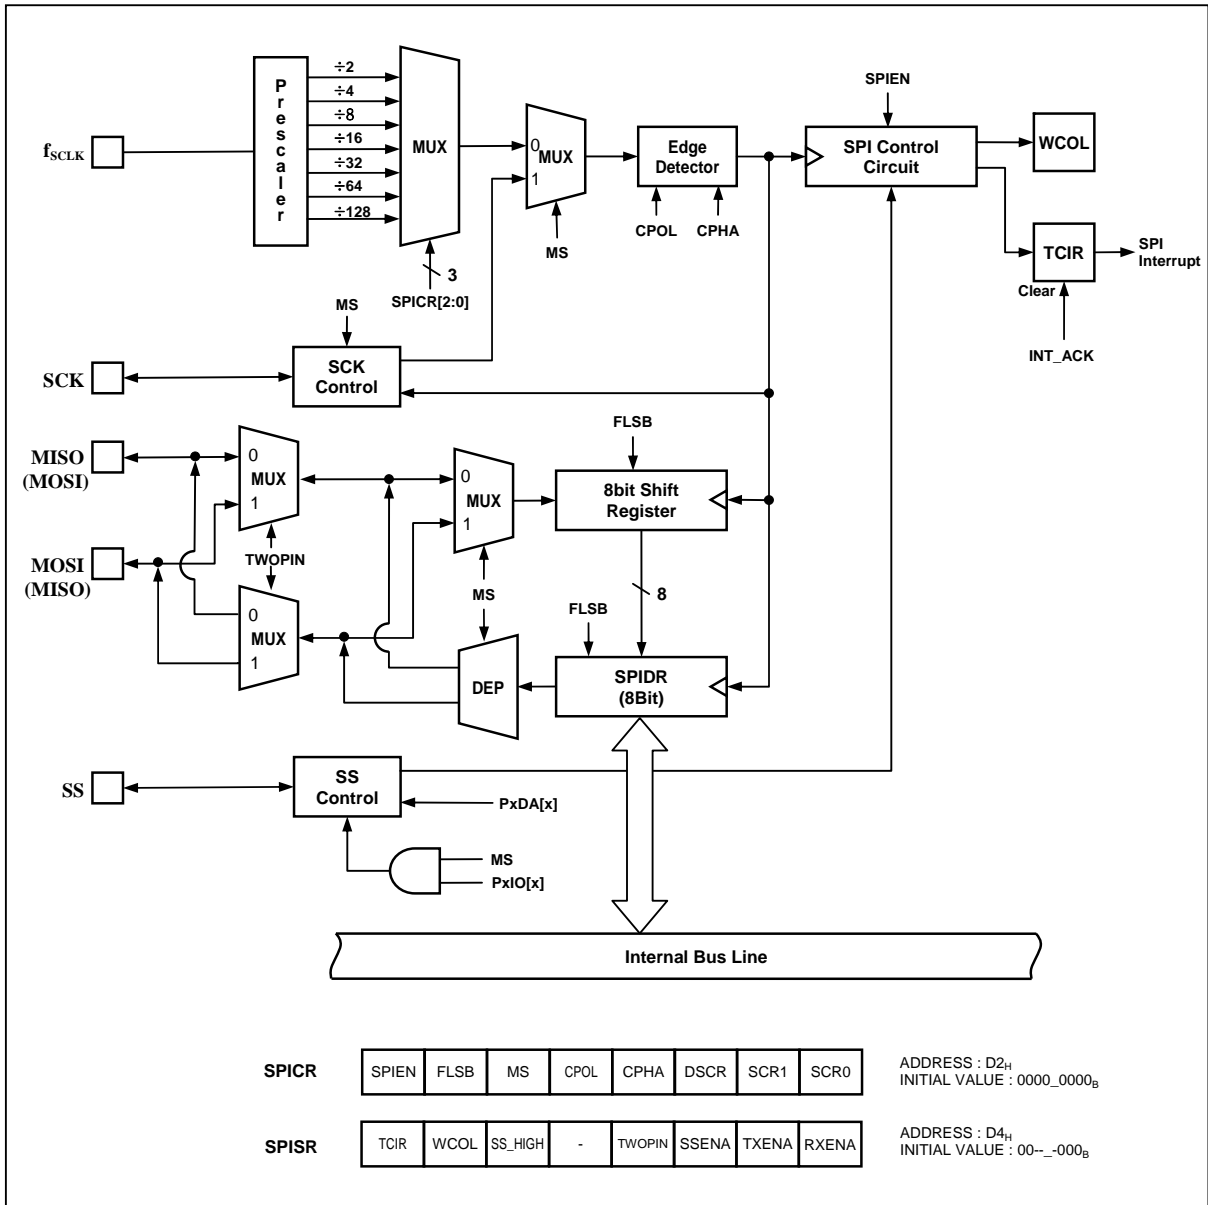 ÷2
÷4
÷8
÷16
÷32
÷64
÷128
Prescaler
f_SCLK
MUX
3
SPICR[2:0]
0
1
MUX
MS
Edge
Detector
CPOL
CPHA
SPIEN
SPI Control
Circuit
WCOL
TCIR
SPI
Interrupt
Clear
INT_ACK
MS
SCK
SCK
Control
MISO
(MOSI)
0
MUX
1
TWOPIN
0
MUX
1
FLSB
8bit Shift
Register
MOSI
(MISO)
0
MUX
1
MS
8
FLSB
DEP
SPIDR
(8Bit)
SS
SS
Control
PxDA[x]
MS
PxIO[x]
Internal Bus Line
SPICR
SPIEN FLSB MS CPOL CPHA DSCR SCR1 SCR0
ADDRESS : D2H
INITIAL VALUE : 0000_0000B
SPISR
TCIR WCOL SS_HIGH - TWOPIN SSENA TXENA RXENA
ADDRESS : D4H
INITIAL VALUE : 00--_-000B